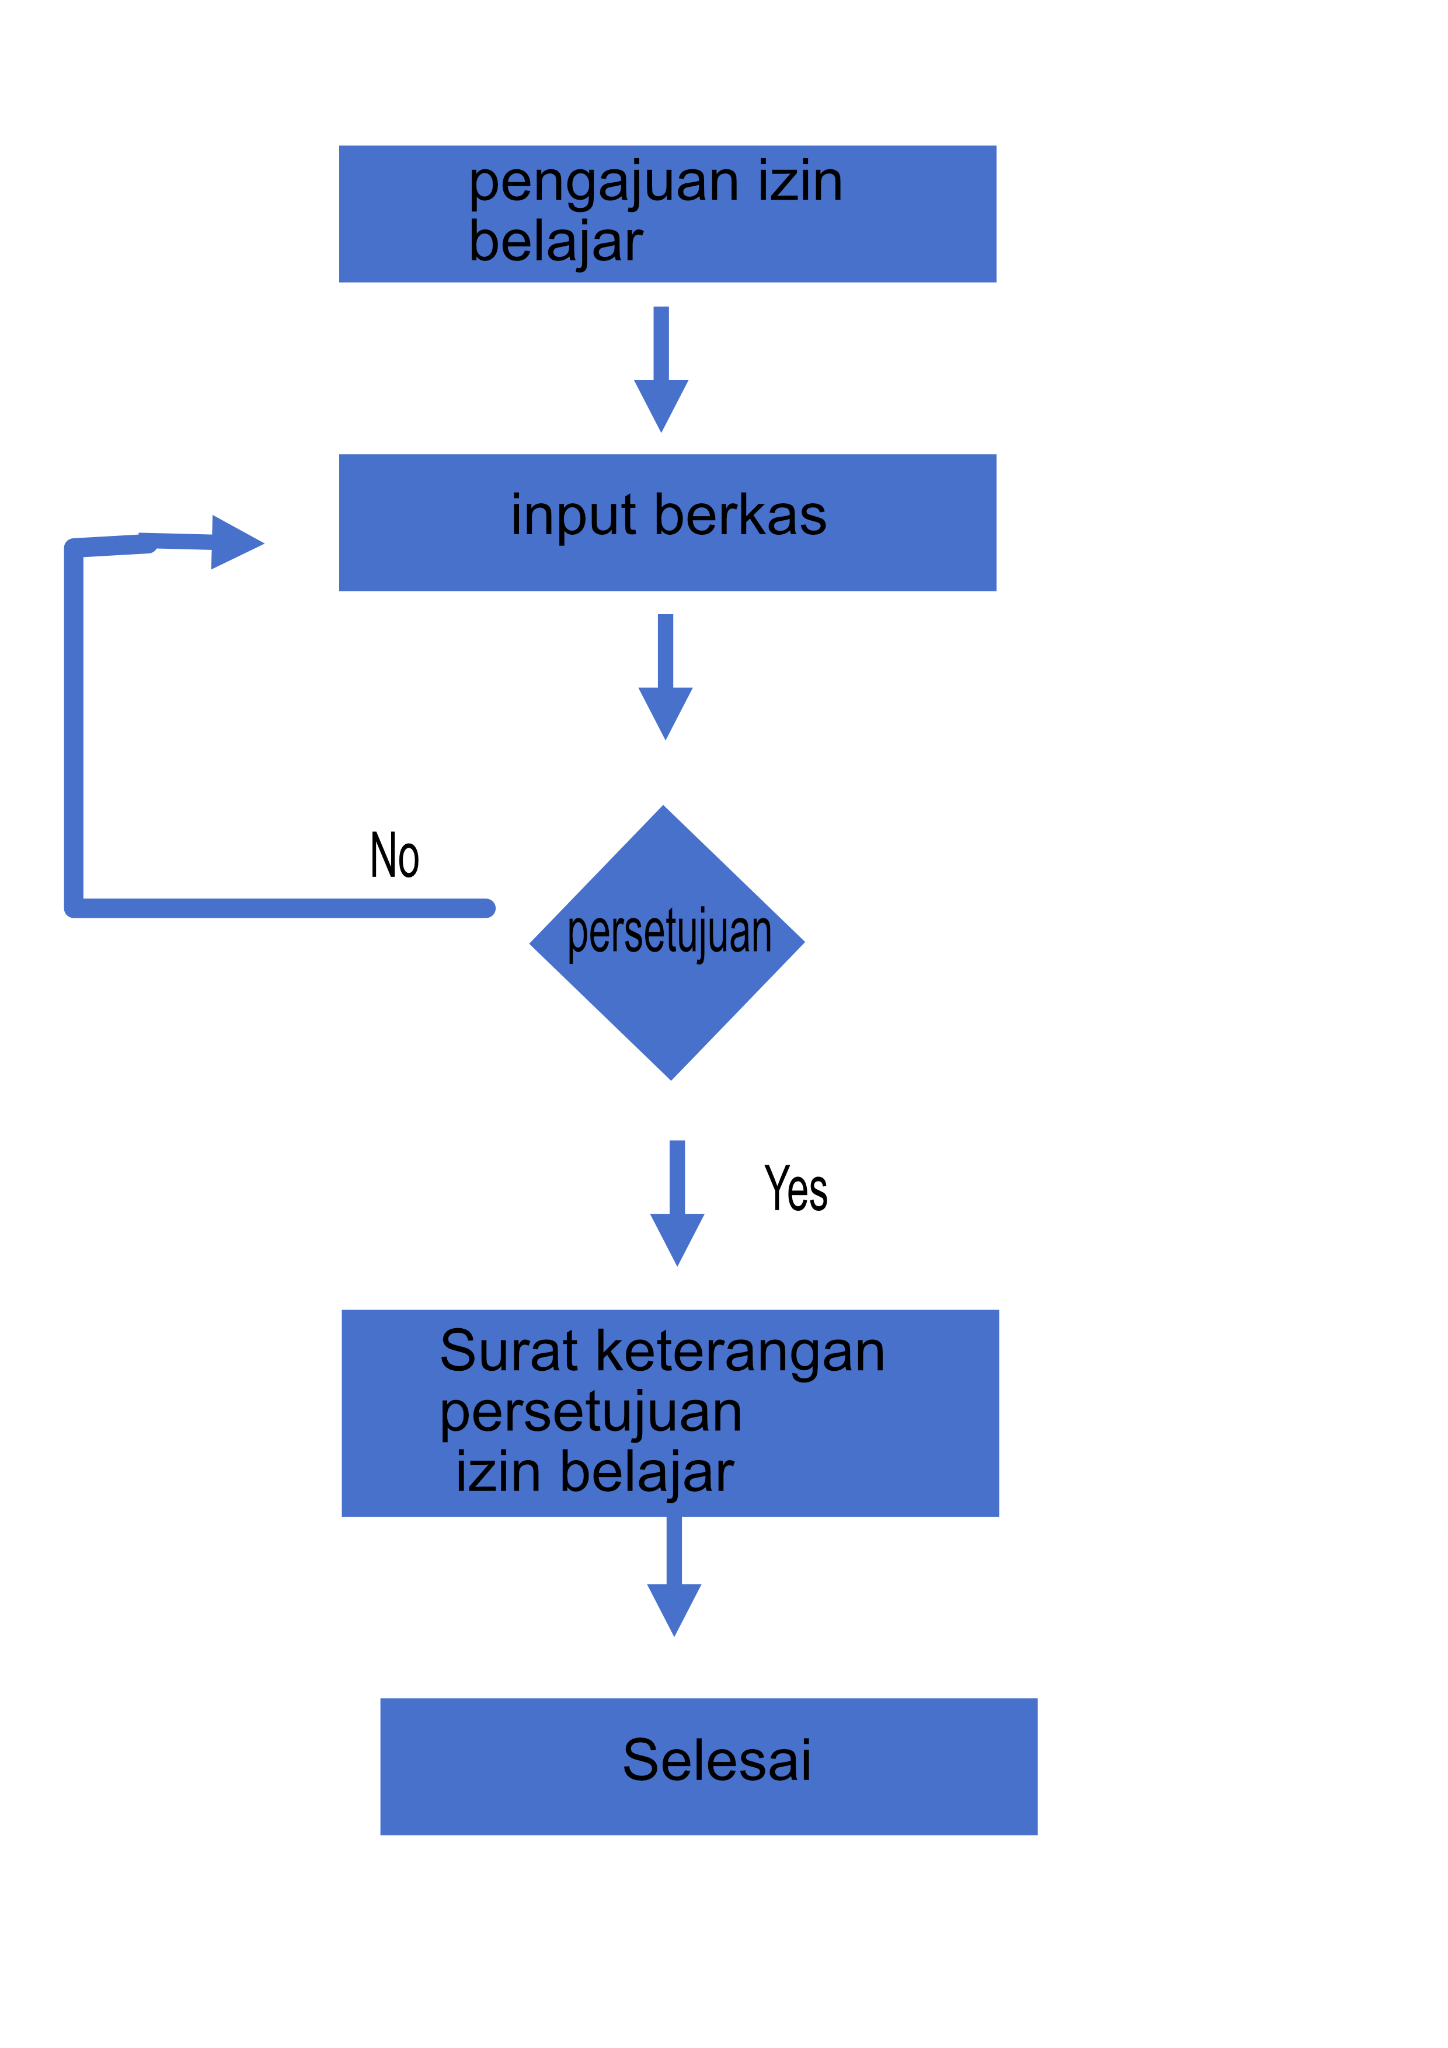 pengajuan izin
belajar
input berkas
No
persetujuan
Yes
Surat keterangan
persetujuan
izin belajar
Selesai